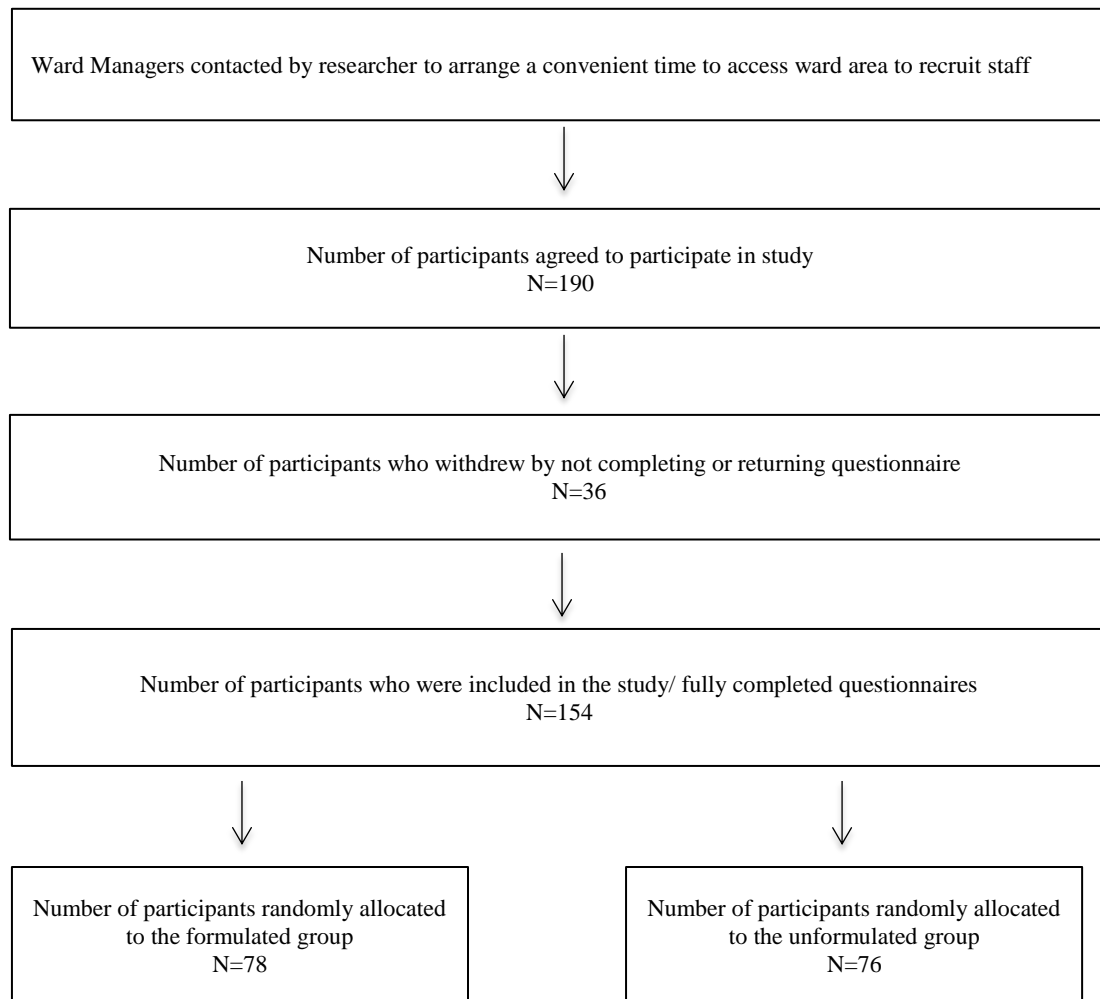 Ward Managers contacted by researcher to arrange a convenient time to access ward area to recruit staff
Number of participants agreed to participate in study
N=190
Number of participants who withdrew by not completing or returning questionnaire
N=36
Number of participants who were included in the study/ fully completed questionnaires
N=154
Number of participants randomly allocated
to the formulated group
N=78
Number of participants randomly allocated
to the unformulated group
N=76